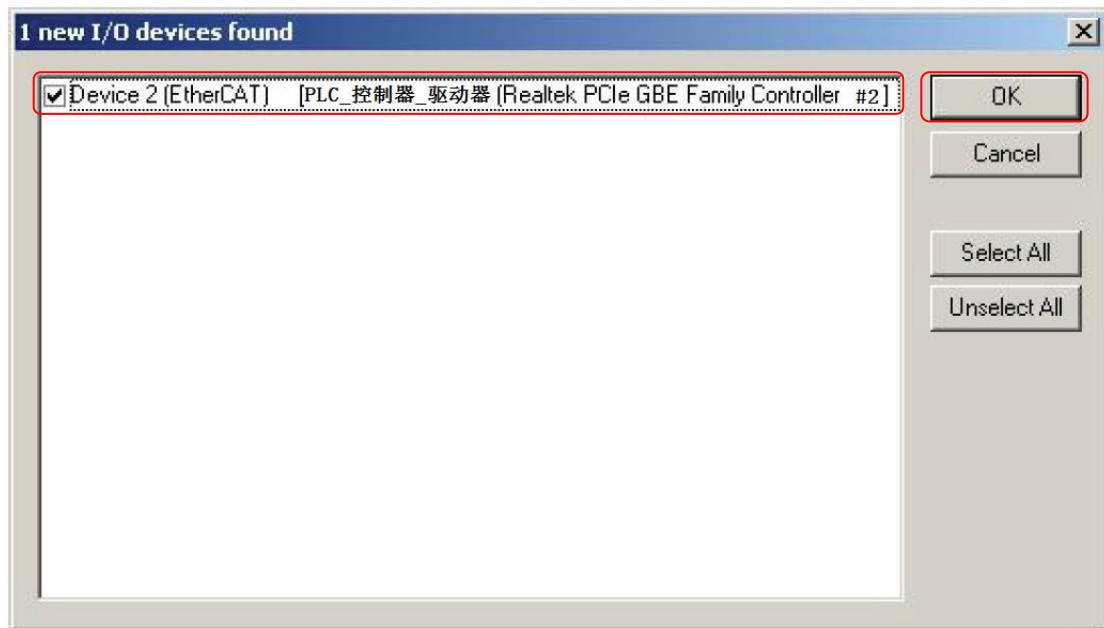 1 new I/O devices found
Device 2 (EtherCAT) [PLC_控制器_驱动器 (Realtek PCIe GBE Family Controller #2]
OK
Cancel
Select All
Unselect All